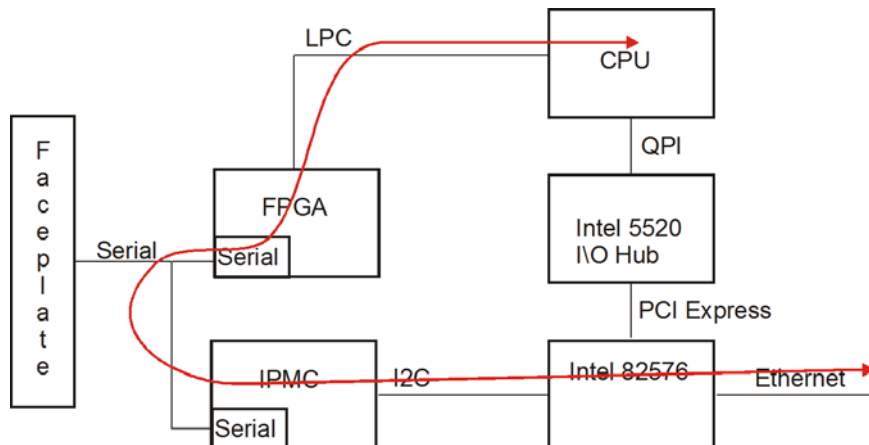 LPC
CPU
Faceplate
QPI
FPGA
Intel 5520
I\O Hub
Serial
Serial
PCI Express
IPMC
I2C
Intel 82576
Ethernet
Serial